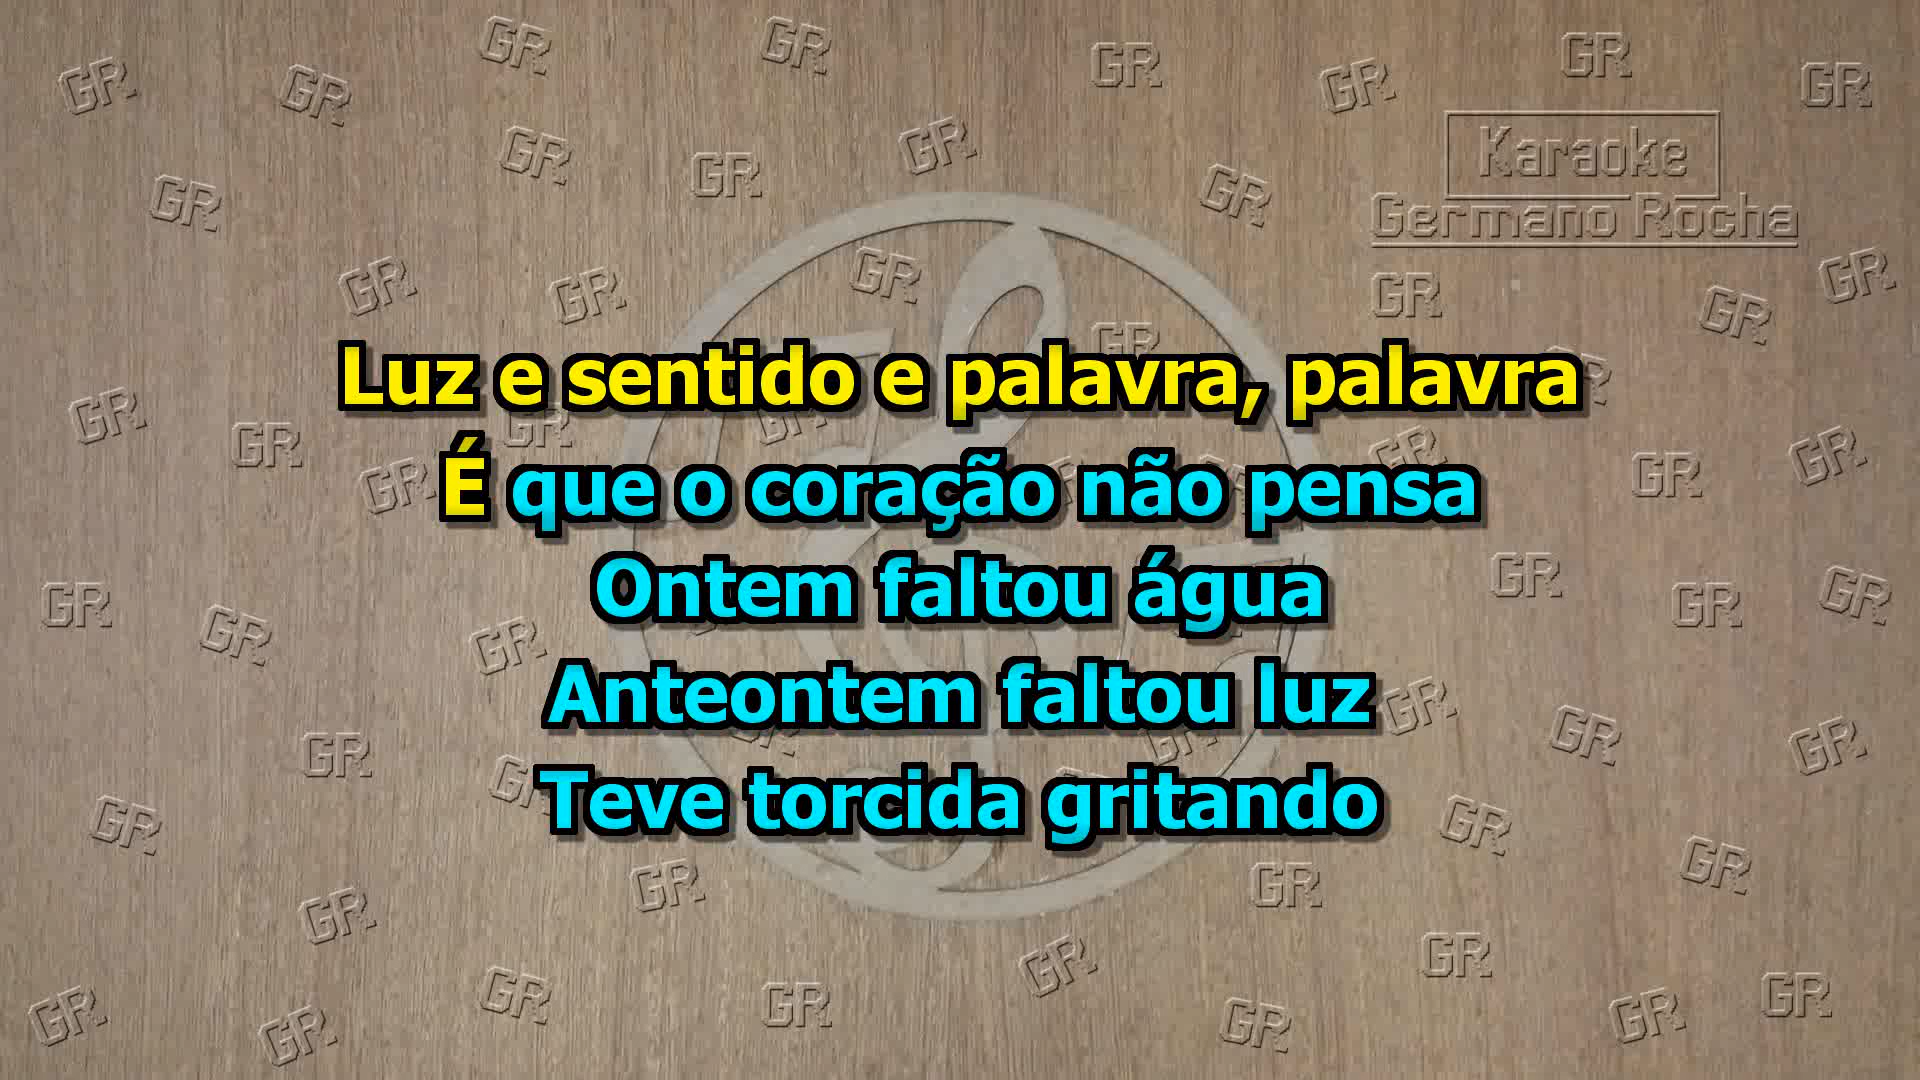 Karaoke
Germano Rocha
Luz e sentido e palavra, palavra
É que o coração não pensa
Ontem faltou água
Anteontem faltou luz
Teve torcida gritando
GR